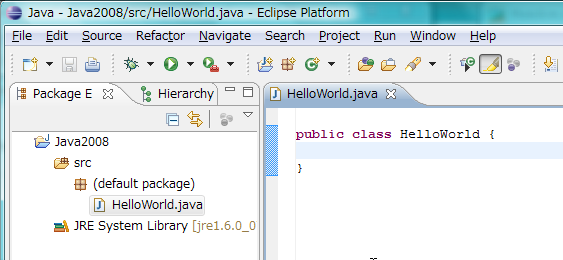 Java - Java2008/src/HelloWorld.java - Eclipse Platform
File Edit Source Refactor Navigate Search Project Run Window Help
Package E Hierarchy
HelloWorld.java
Java2008
src
(default package)
HelloWorld.java
JRE System Library [jre1.6.0_0
public class HelloWorld {
}